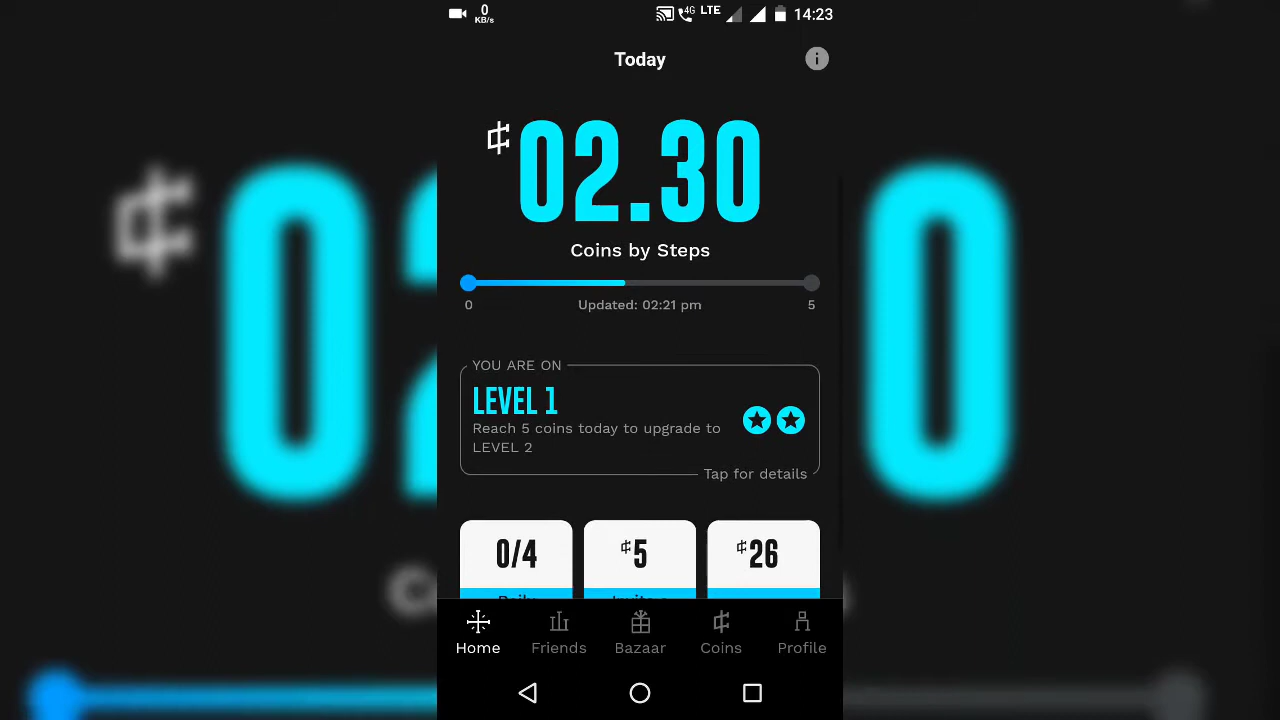 0
KB/s
4G LTE 14:23
Today
02.30
Coins by Steps
0 Updated: 02:21 pm 5
YOU ARE ON
LEVEL 1
Reach 5 coins today to upgrade to
LEVEL 2
Tap for details
0/4 5 26
Home Friends Bazaar Coins Profile